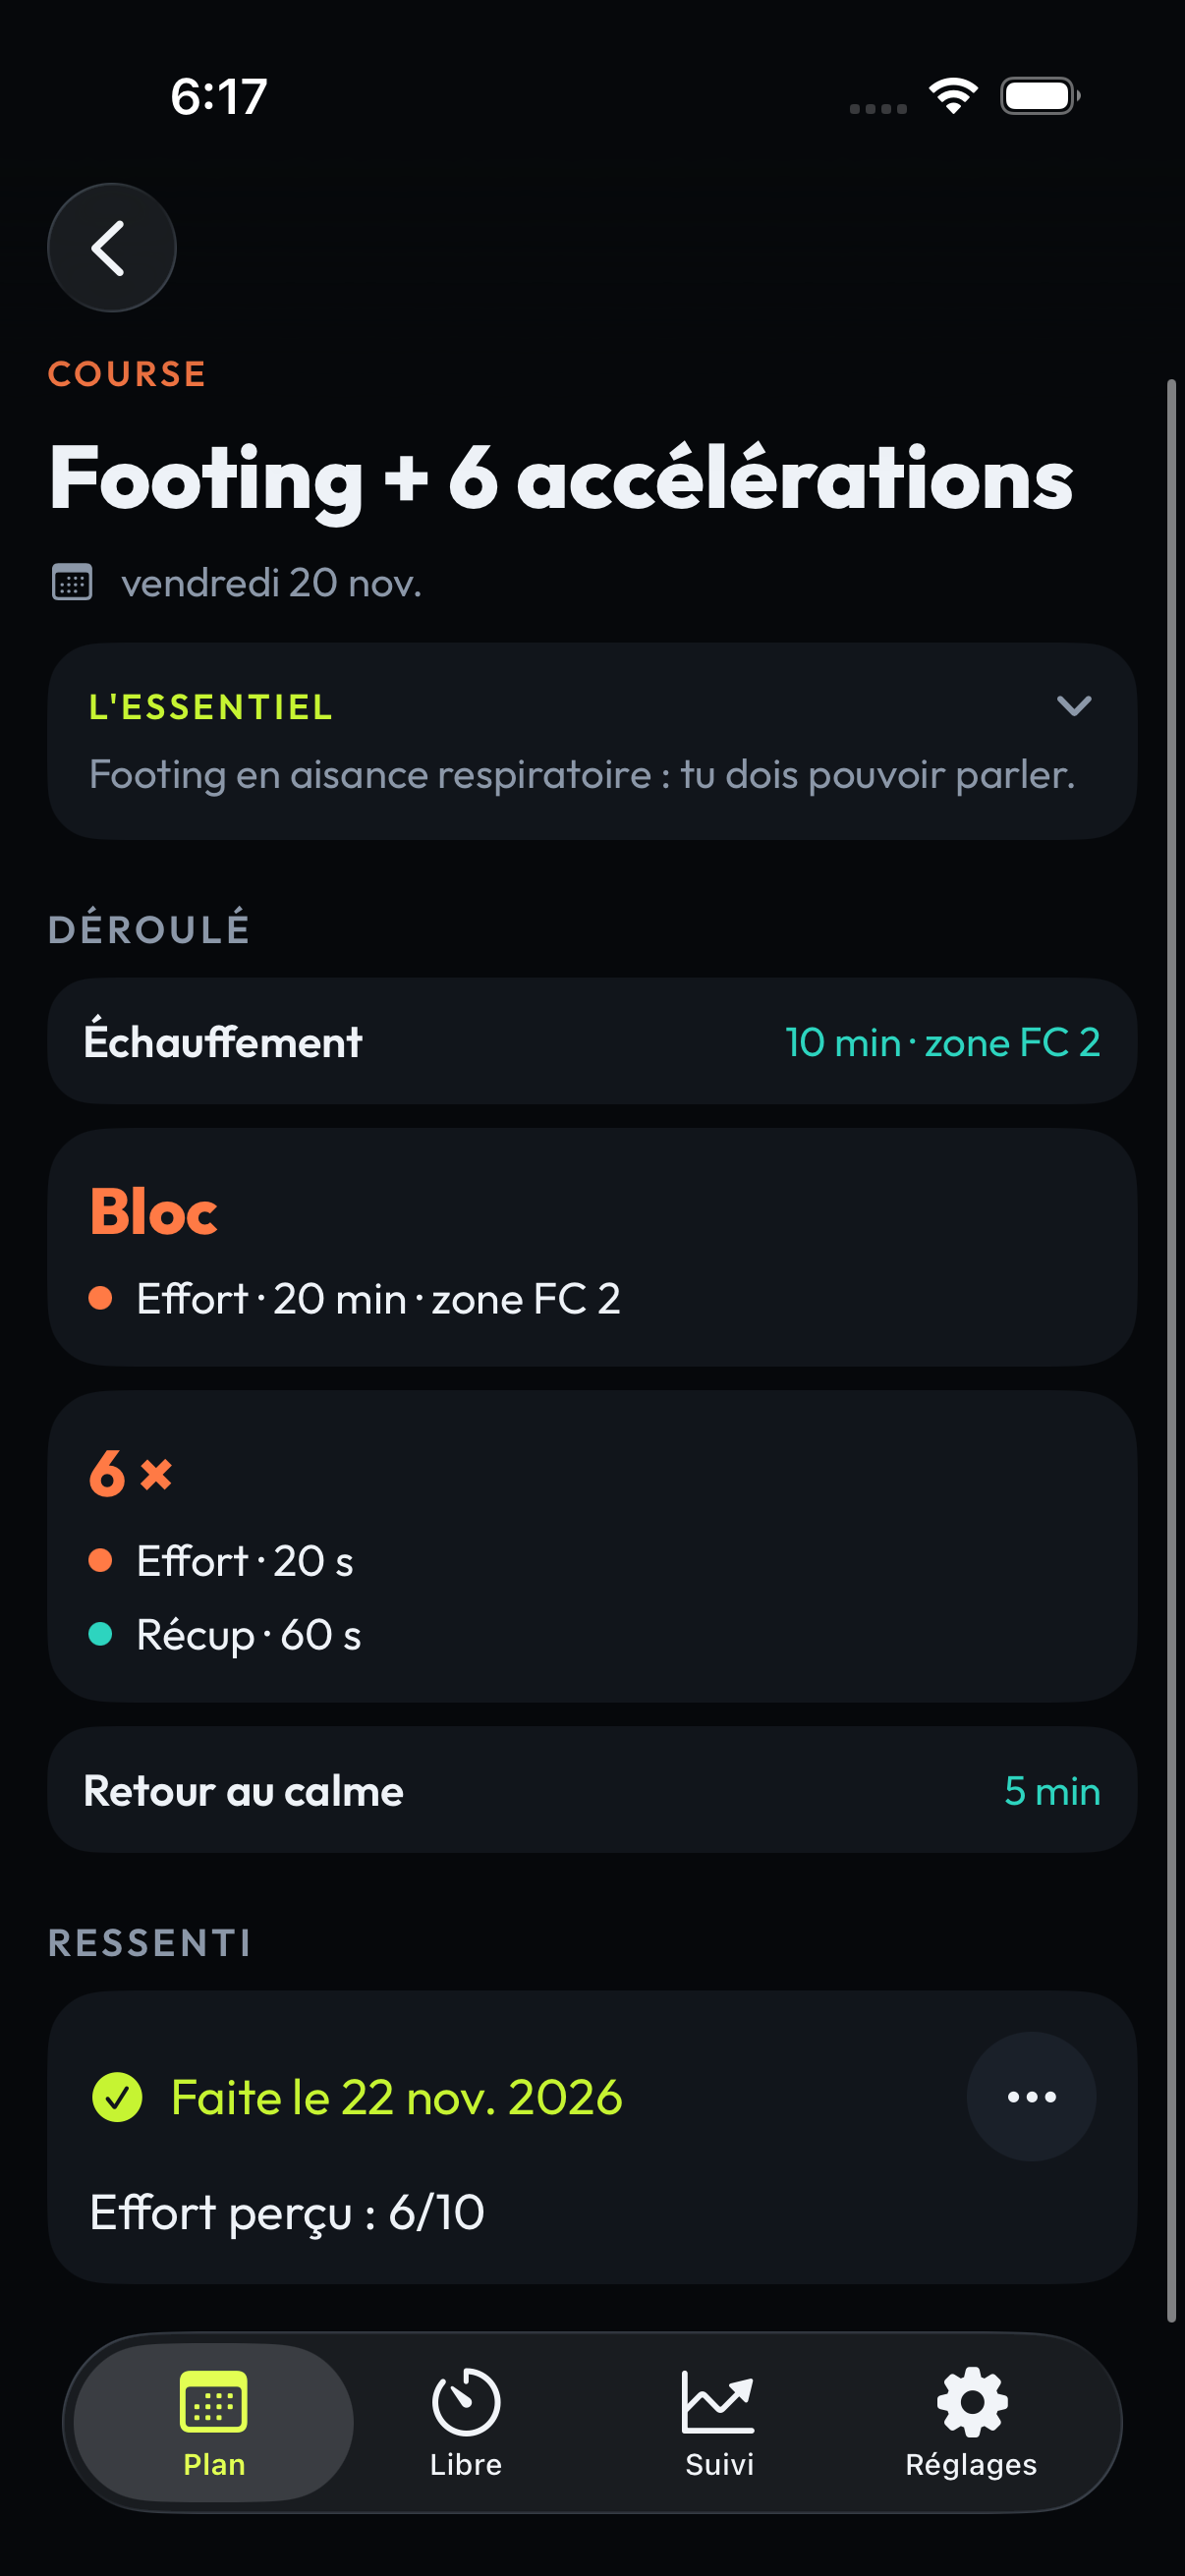 6:17
COURSE
Footing + 6 accélérations
vendredi 20 nov.
L'ESSENTIEL
Footing en aisance respiratoire : tu dois pouvoir parler.
DÉROULÉ
Échauffement 10 min · zone FC 2
Bloc
Effort · 20 min · zone FC 2
6 ×
Effort · 20 s
Récup · 60 s
Retour au calme 5 min
RESSENTI
Faite le 22 nov. 2026
Effort perçu : 6/10
Plan Libre Suivi Réglages